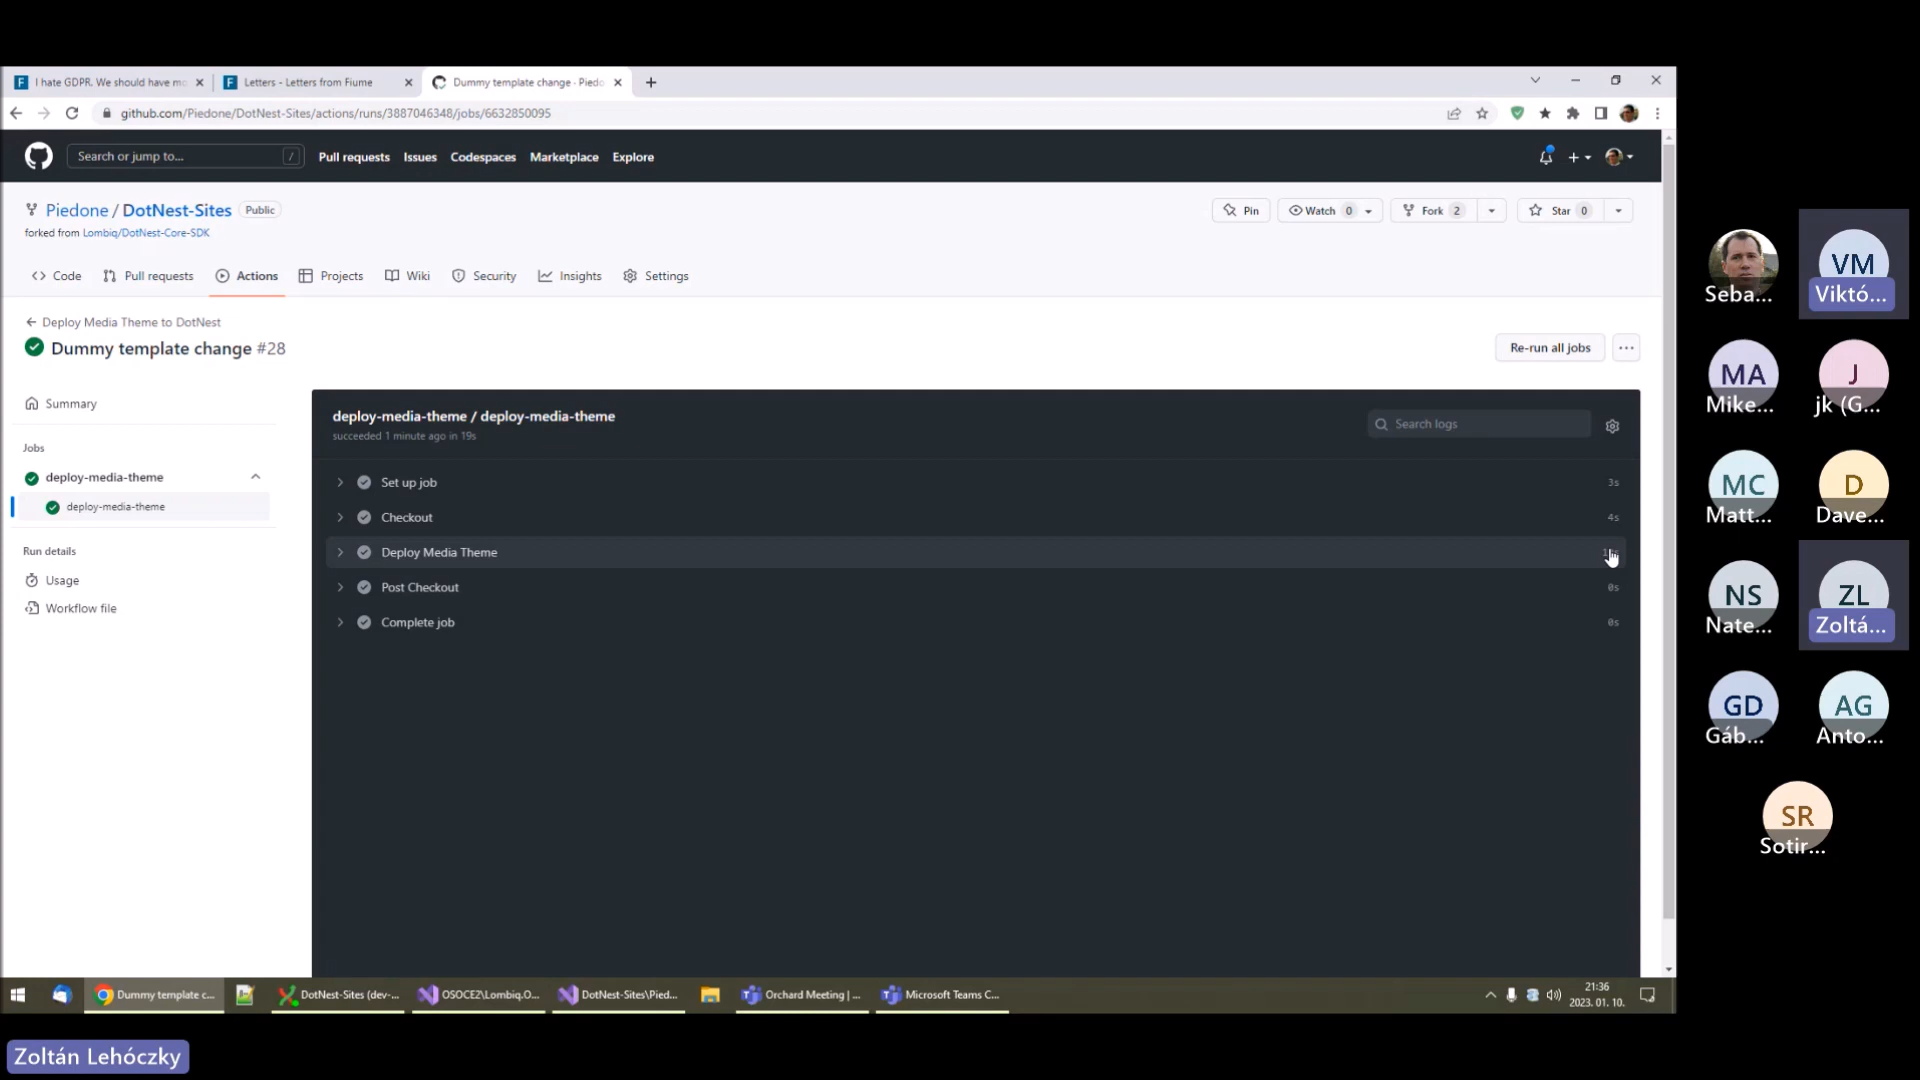 I hate GDPR. We should have mo
Letters - Letters from Fiume
Dummy template change · Piedo
github.com/Piedone/DotNest-Sites/actions/runs/3887046348/jobs/6632850095
Search or jump to... /
Pull requests Issues Codespaces Marketplace Explore
Piedone / DotNest-Sites Public
forked from Lombiq/DotNest-Core-SDK
Pin Watch 0 Fork 2 Star 0
Code Pull requests Actions Projects Wiki Security Insights Settings
Deploy Media Theme to DotNest
Dummy template change #28
Re-run all jobs
Summary
Jobs
deploy-media-theme
deploy-media-theme
Run details
Usage
Workflow file
deploy-media-theme / deploy-media-theme
succeeded 1 minute ago in 19s
Search logs
Set up job 3s
Checkout 4s
Deploy Media Theme
Post Checkout 0s
Complete job 0s
Seba...
VM
Viktó...
MA
Mike...
J
jk (G...
MC
Matt...
D
Dave...
NS
Nate...
ZL
Zoltá...
GD
Gáb...
AG
Anto...
SR
Sotir...
Dummy template c...
DotNest-Sites (dev-...
OSOCE2\Lombiq.O...
DotNest-Sites\Pied...
Orchard Meeting | ...
Microsoft Teams C...
21:36
2023. 01. 10.
Zoltán Lehóczky